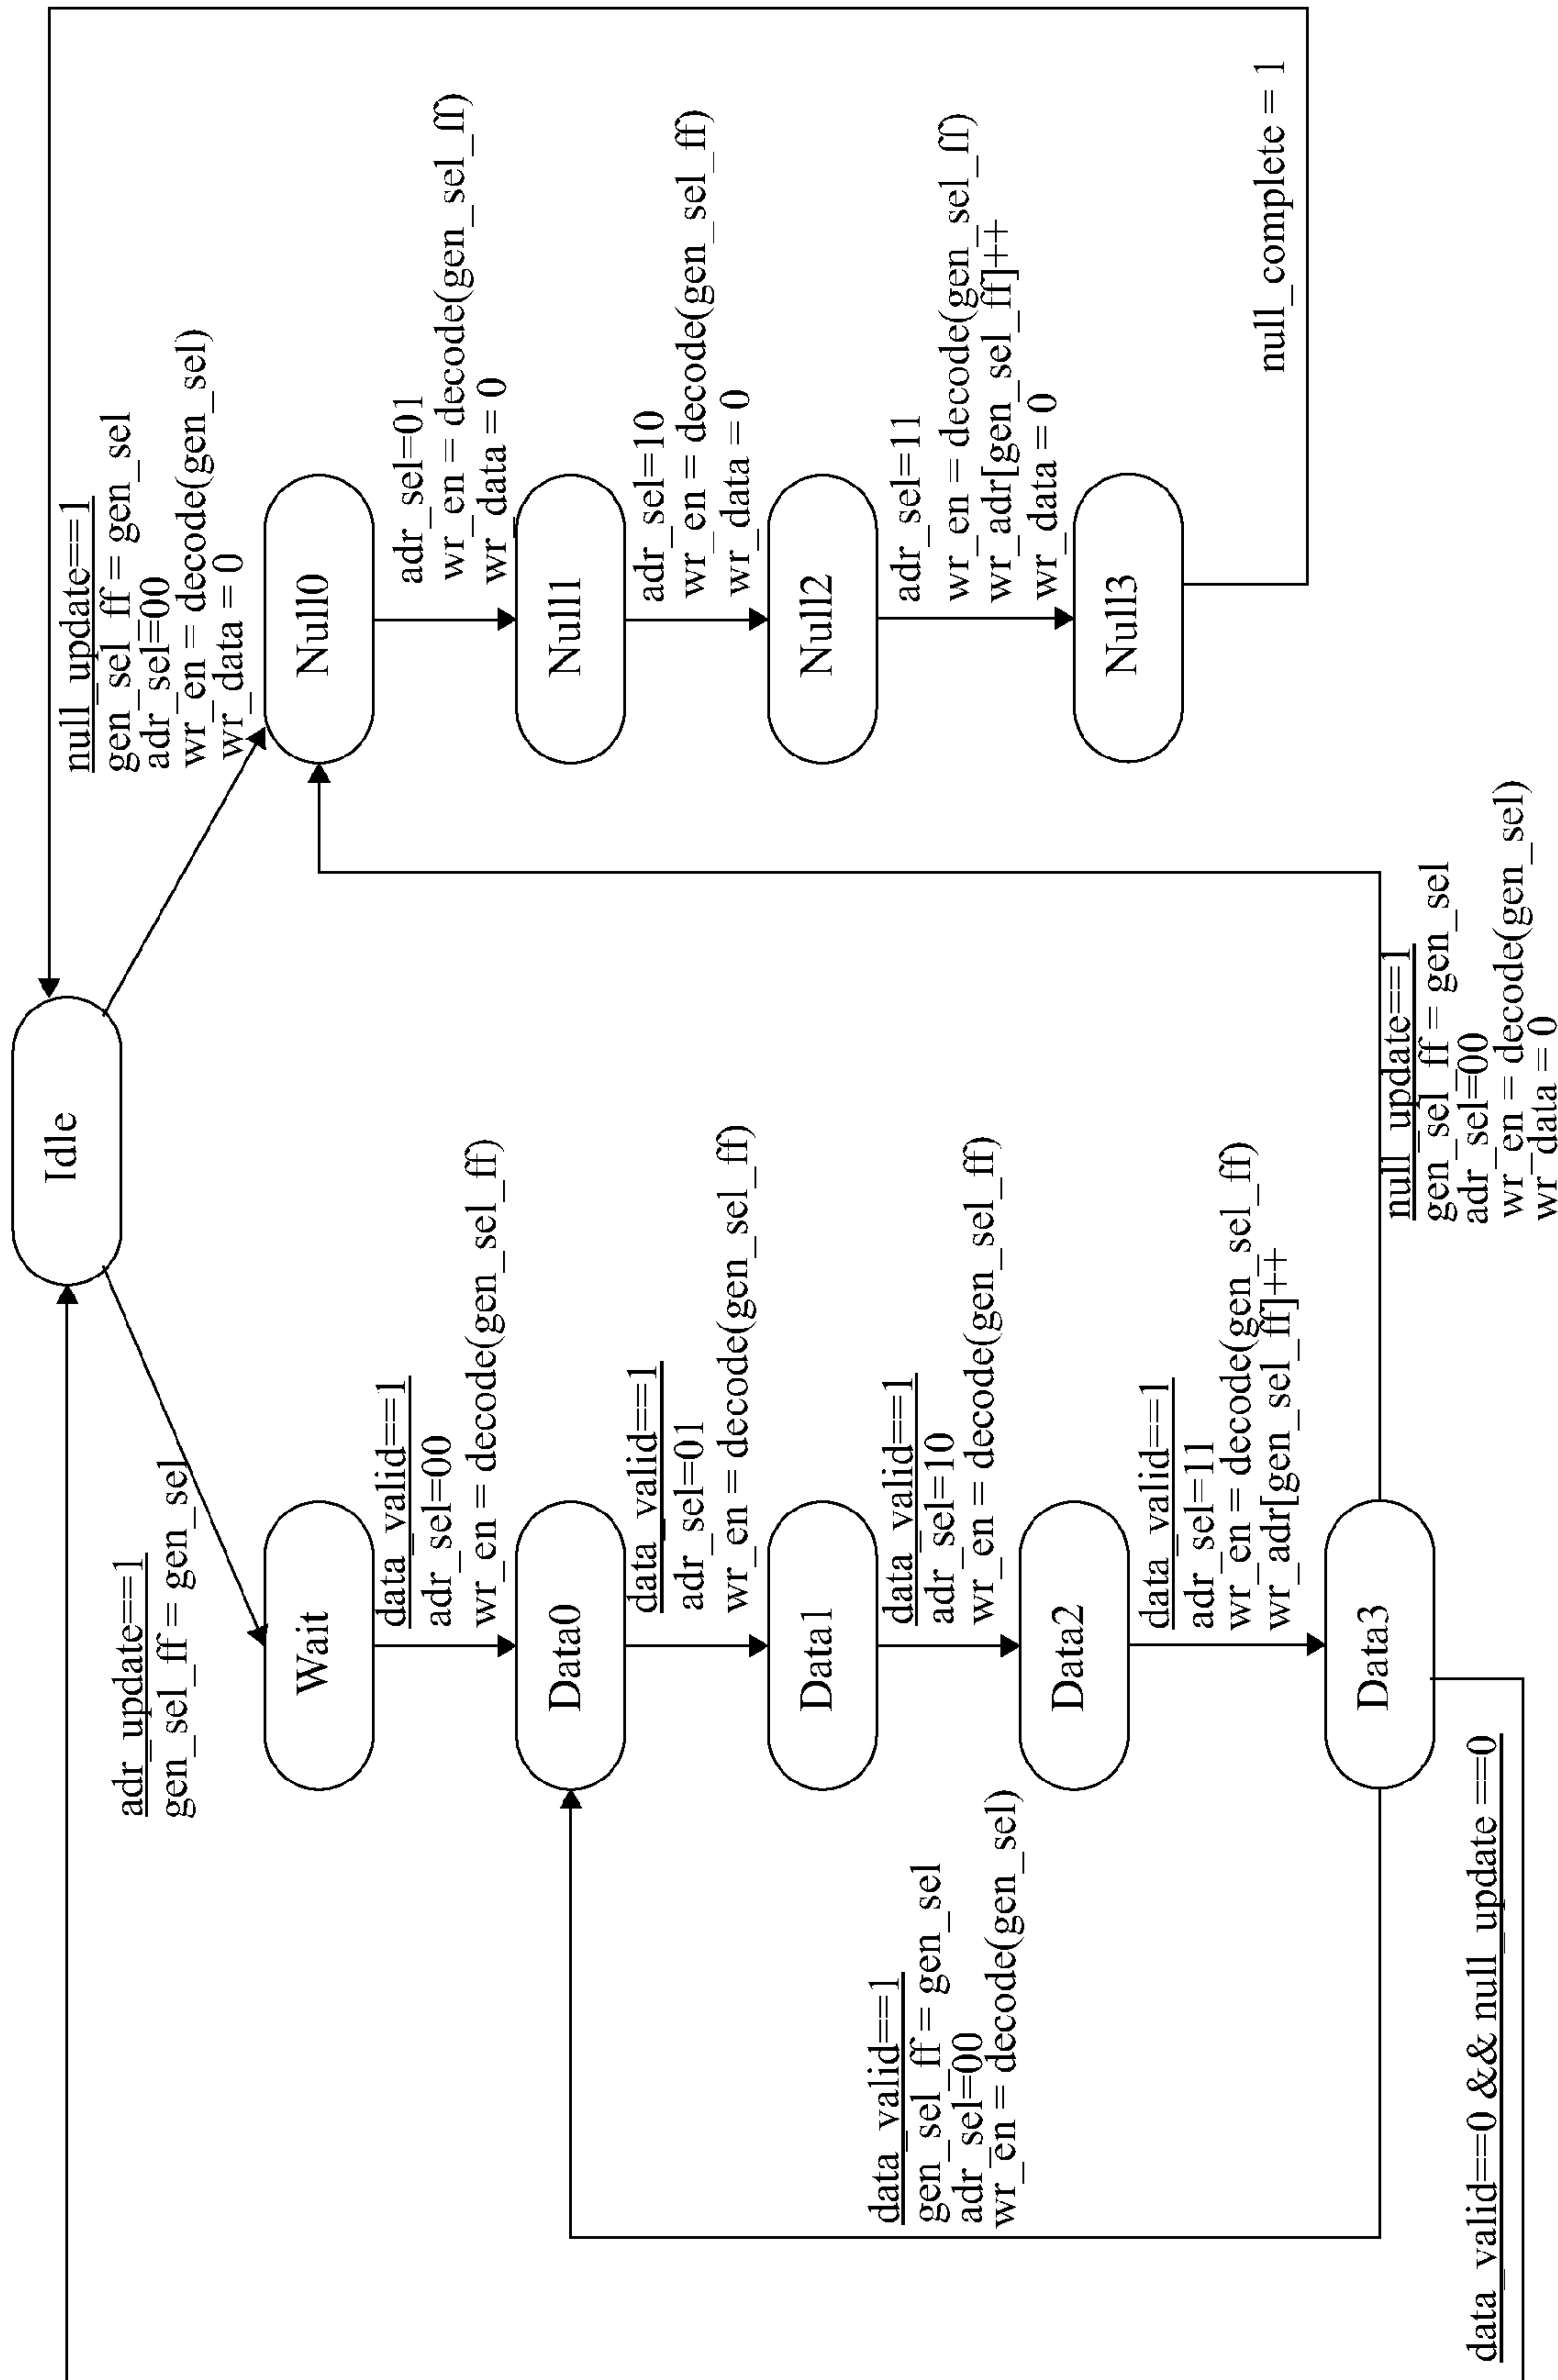 Idle
adr_update==1
gen_sel_ff = gen_sel
null_update==1
gen_sel_ff = gen_sel
adr_sel=00
wr_en = decode(gen_sel)
wr_data = 0
Wait
data_valid==1
adr_sel=00
wr_en = decode(gen_sel_ff)
Data0
data_valid==1
adr_sel=01
wr_en = decode(gen_sel_ff)
Data1
data_valid==1
adr_sel=10
wr_en = decode(gen_sel_ff)
Data2
data_valid==1
adr_sel=11
wr_en = decode(gen_sel_ff)
wr_adr[gen_sel_ff]++
Data3
data_valid==1
gen_sel_ff = gen_sel
adr_sel=00
wr_en = decode(gen_sel)
data_valid==0 && null_update ==0
null_update==1
gen_sel_ff = gen_sel
adr_sel=00
wr_en = decode(gen_sel)
wr_data = 0
Null0
adr_sel=01
wr_en = decode(gen_sel_ff)
wr_data = 0
Null1
adr_sel=10
wr_en = decode(gen_sel_ff)
wr_data = 0
Null2
adr_sel=11
wr_en = decode(gen_sel_ff)
wr_adr[gen_sel_ff]++
wr_data = 0
Null3
null_complete = 1